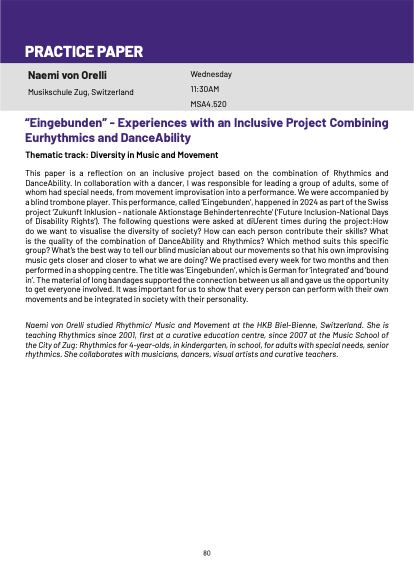 PRACTICE PAPER
Naemi von Orelli
Musikschule Zug, Switzerland
Wednesday
11:30AM
MSA4.520
“Eingebunden” - Experiences with an Inclusive Project Combining
Eurhythmics and DanceAbility
Thematic track: Diversity in Music and Movement
This paper is a reflection on an inclusive project based on the combination of Rhythmics and
DanceAbility. In collaboration with a dancer, I was responsible for leading a group of adults, some of
whom had special needs, from movement improvisation into a performance. We were accompanied by
a blind trombone player. This performance, called ‘Eingebunden’, happened in 2024 as part of the Swiss
project ‘Zukunft Inklusion - nationale Aktionstage Behindertenrechte’ (‘Future Inclusion-National Days
of Disability Rights’). The following questions were asked at diUerent times during the project:How
do we want to visualise the diversity of society? How can each person contribute their skills? What
is the quality of the combination of DanceAbility and Rhythmics? Which method suits this specific
group? What’s the best way to tell our blind musician about our movements so that his own improvising
music gets closer and closer to what we are doing? We practised every week for two months and then
performed in a shopping centre. The title was ‘Eingebunden’, which is German for ‘integrated’ and ‘bound
in’. The material of long bandages supported the connection between us all and gave us the opportunity
to get everyone involved. It was important for us to show that every person can perform with their own
movements and be integrated in society with their personality.
Naemi von Orelli studied Rhythmic/ Music and Movement at the HKB Biel-Bienne, Switzerland. She is
teaching Rhythmics since 2001, first at a curative education centre, since 2007 at the Music School of
the City of Zug: Rhythmics for 4-year-olds, in kindergarten, in school, for adults with special needs, senior
rhythmics. She collaborates with musicians, dancers, visual artists and curative teachers.
80